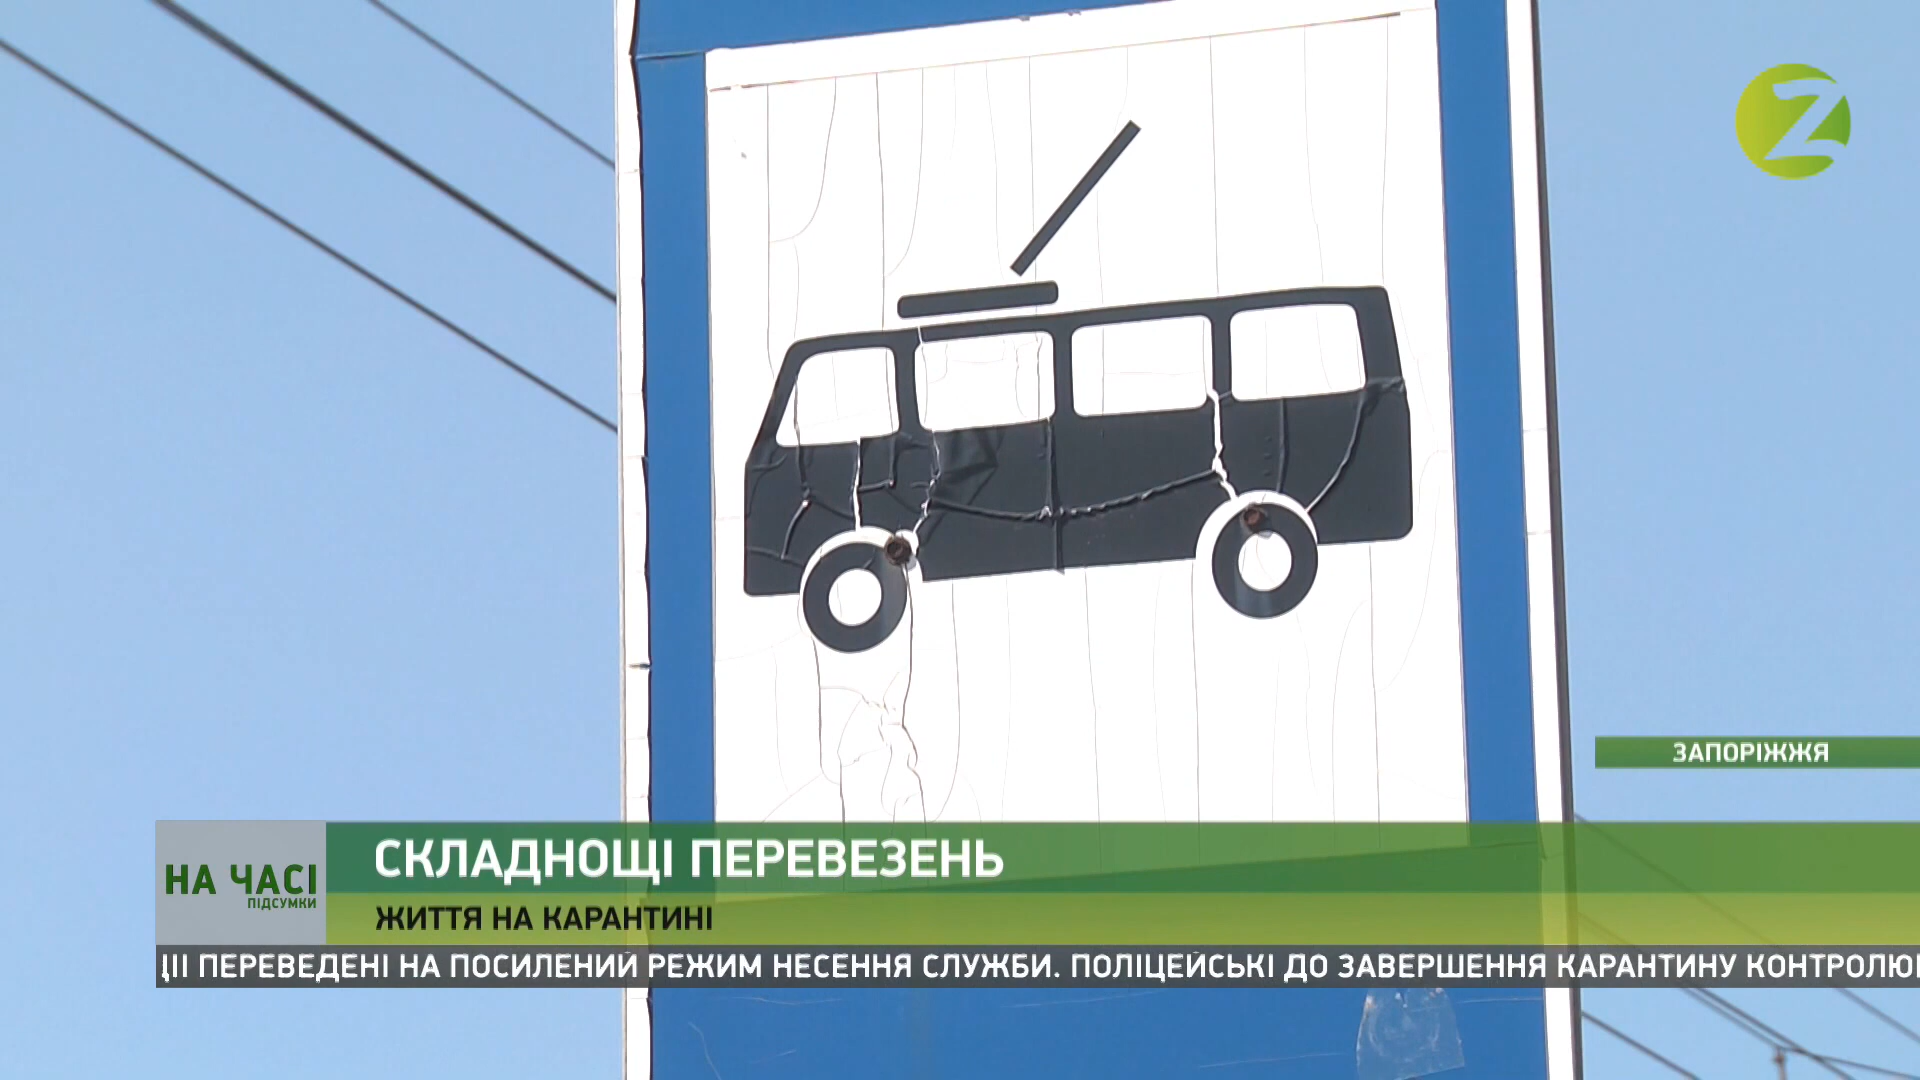 ЗАПОРІЖЖЯ
НА ЧАСІ
ПІДСУМКИ
СКЛАДНОЩІ ПЕРЕВЕЗЕНЬ
ЖИТТЯ НА КАРАНТИНІ
ЦІЇ ПЕРЕВЕДЕНІ НА ПОСИЛЕНИЙ РЕЖИМ НЕСЕННЯ СЛУЖБИ. ПОЛІЦЕЙСЬКІ ДО ЗАВЕРШЕННЯ КАРАНТИНУ КОНТРОЛЮ